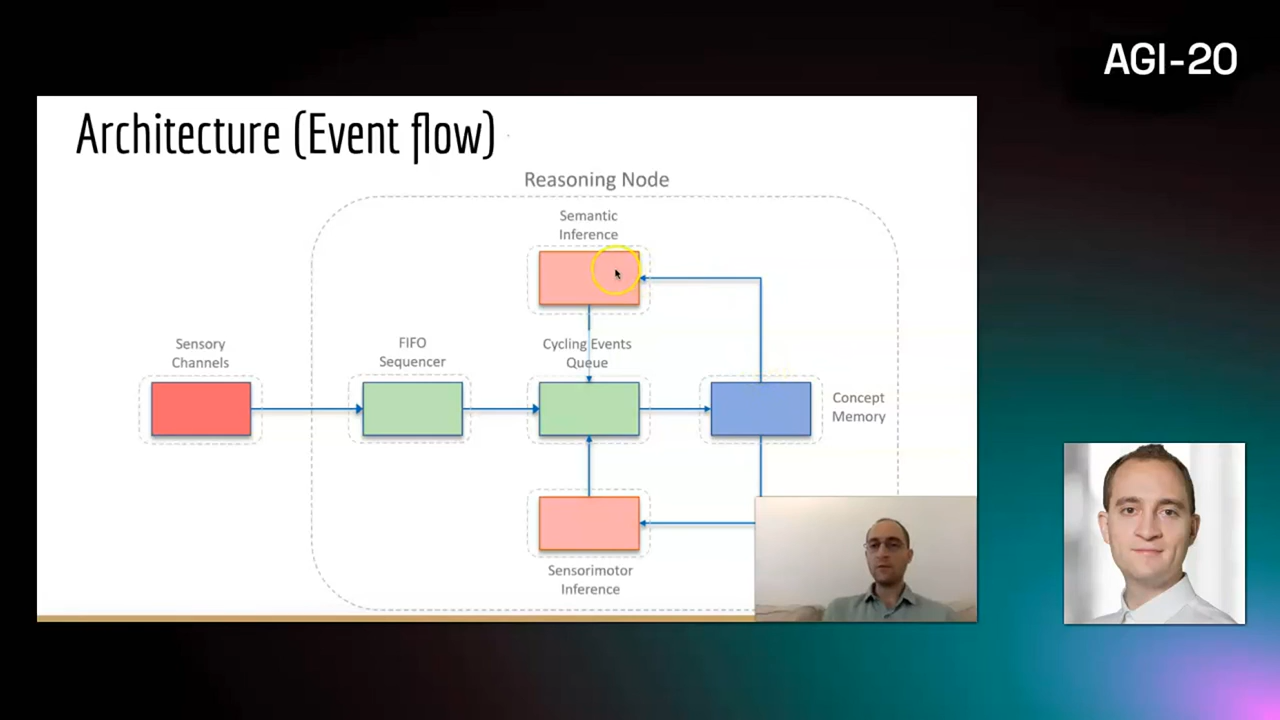 AGI-20
Architecture (Event flow)
Reasoning Node
Semantic
Inference
Sensory
Channels
FIFO
Sequencer
Cycling Events
Queue
Concept
Memory
Sensorimotor
Inference